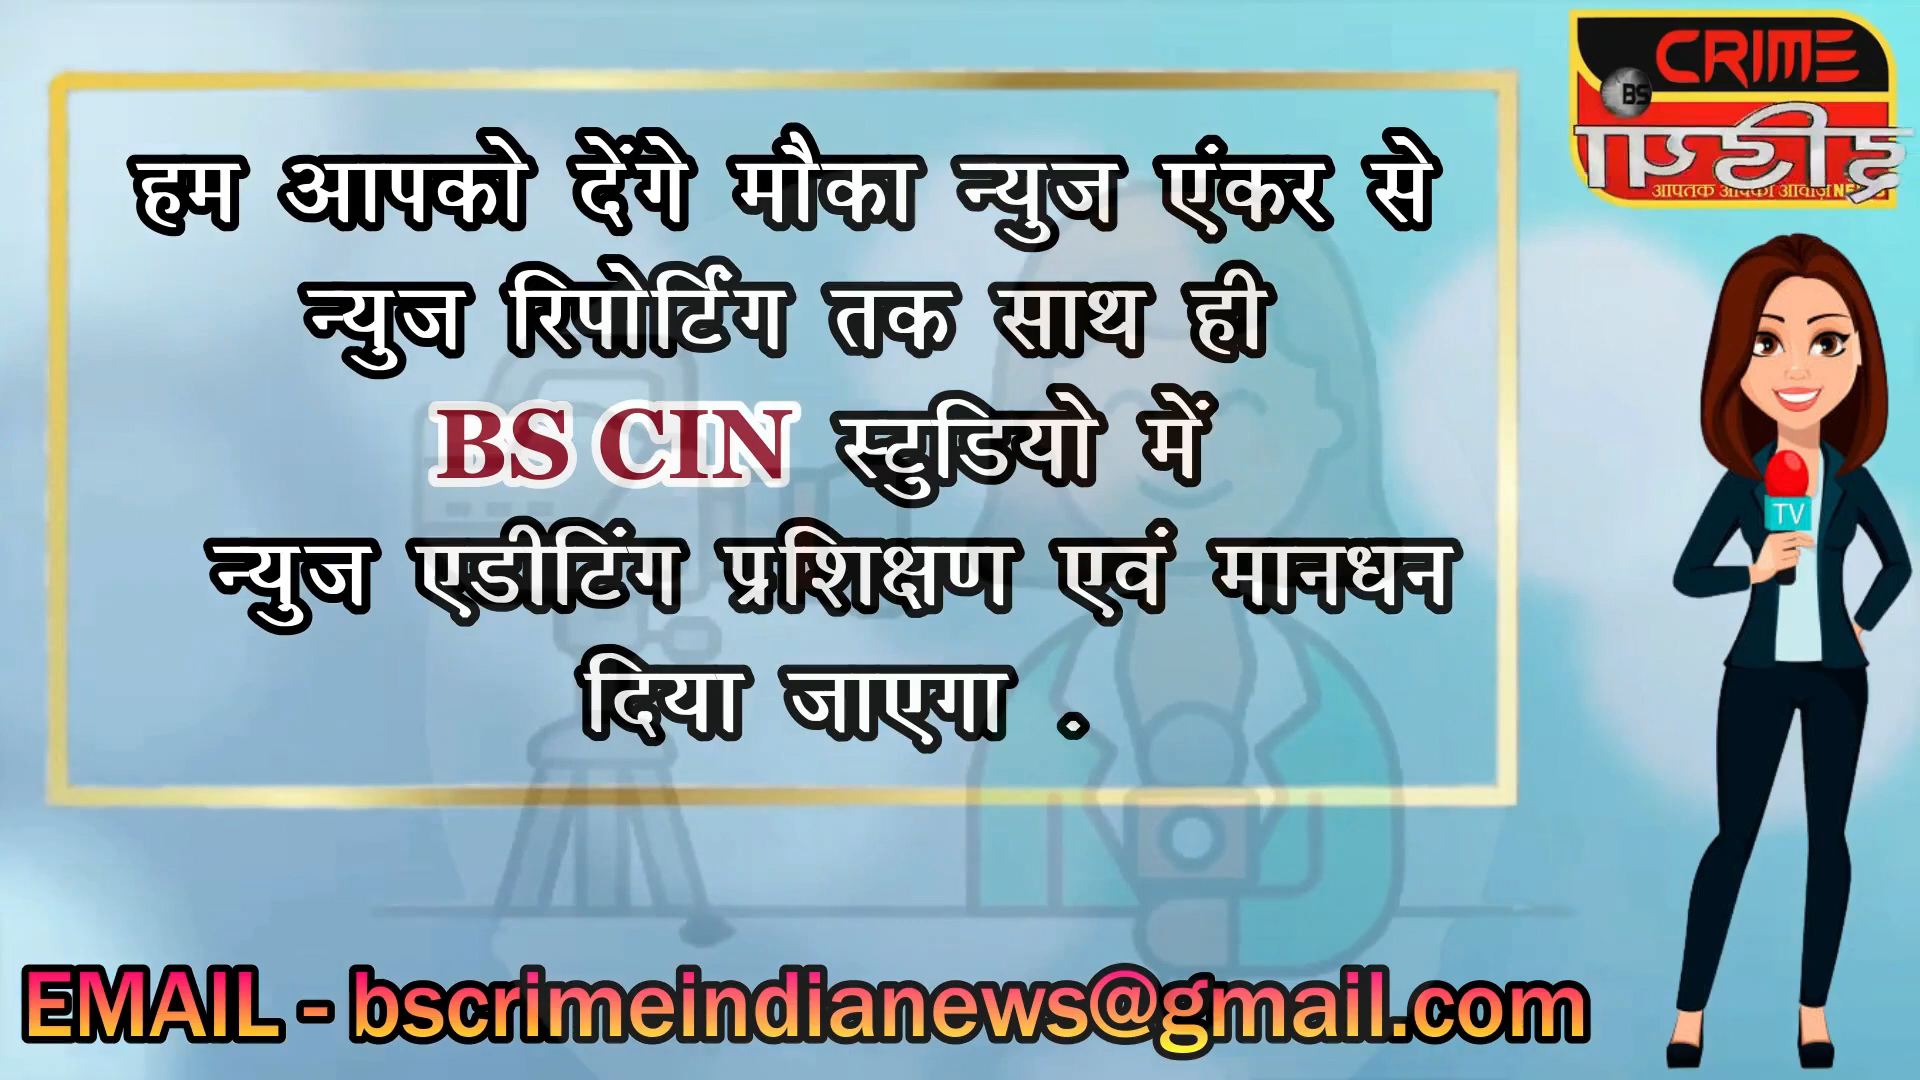 CRIME
BS
हम आपको देंगे मौका न्युज एंकर से
न्युज रिपोर्टिंग तक साथ ही
BS CIN स्टुडियो में
न्युज एडीटिंग प्रशिक्षण एवं मानधन
दिया जाएगा .
TV
EMAIL - bscrimeindianews@gmail.com